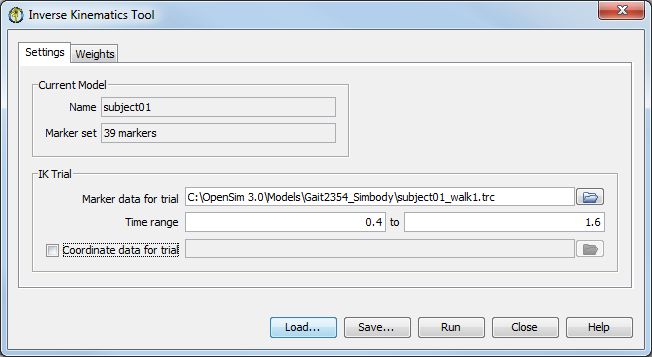 Inverse Kinematics Tool
Settings Weights
Current Model
Name subject01
Marker set 39 markers
IK Trial
Marker data for trial C:\OpenSim 3.0\Models\Gait2354_Simbody\subject01_walk1.trc
Time range 0.4 to 1.6
Coordinate data for trial
Load... Save... Run Close Help